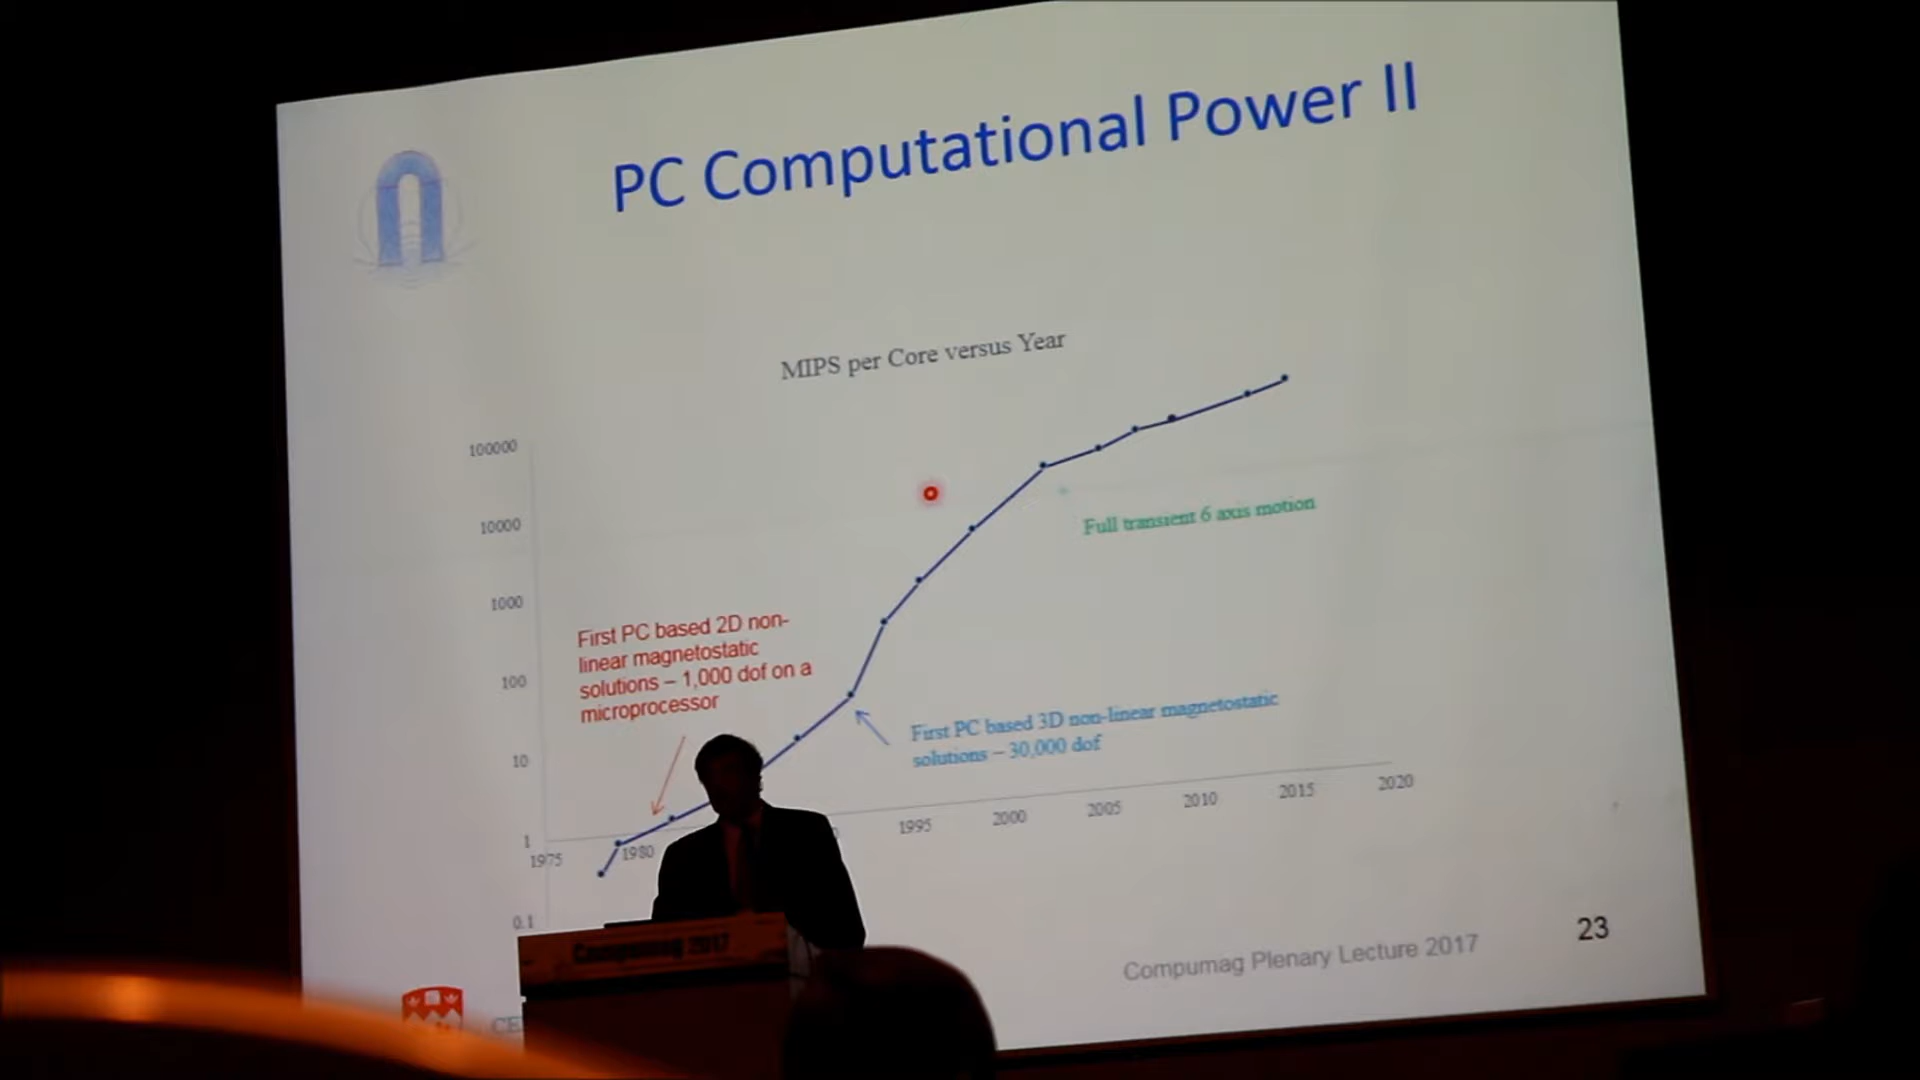 PC Computational Power II
MIPS per Core versus Year
100000
10000
1000
100
10
1
0.1
First PC based 2D non-
linear magnetostatic
solutions – 1,000 dof on a
microprocessor
Full transient 6 axis motion
First PC based 3D non-linear magnetostatic
solutions – 30,000 dof
1975 1980 1995 2000 2005 2010 2015 2020
Compumag 2017
Compumag Plenary Lecture 2017
23